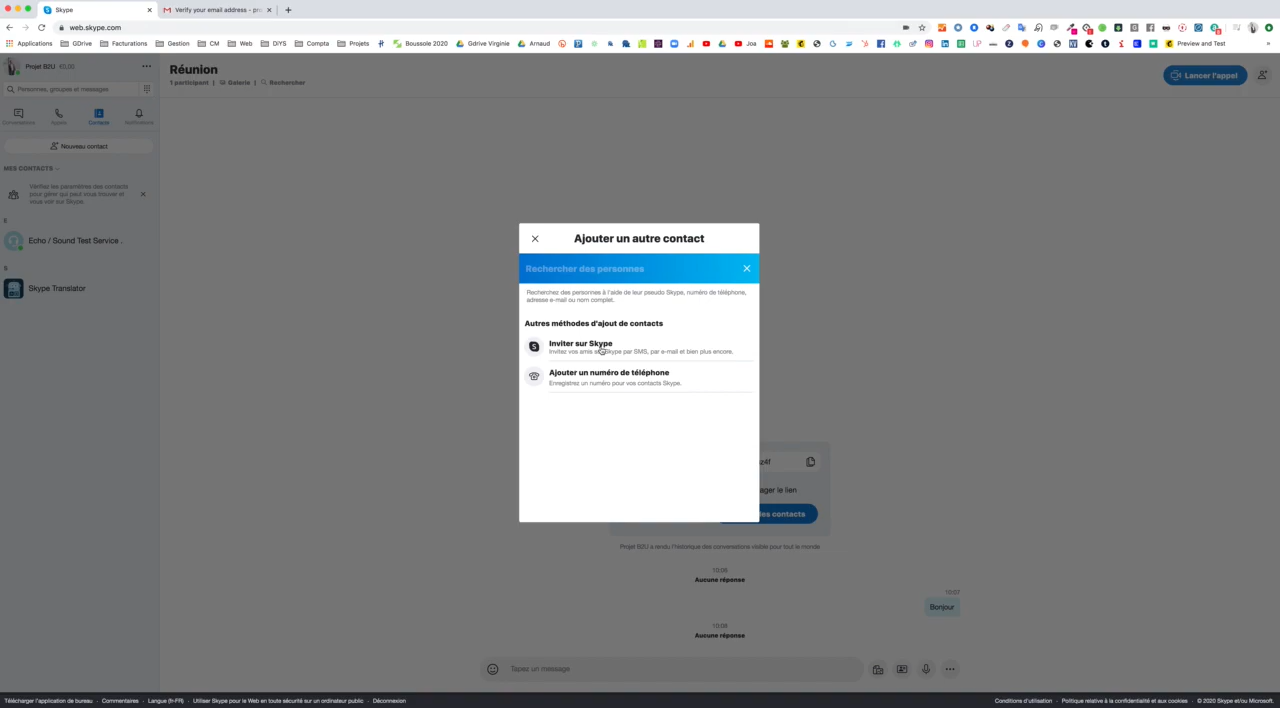 Skype
Verify your email address - pro
web.skype.com
Applications
GDrive
Facturations
Gestion
CM
Web
DIYS
Compta
Projets
Boussole 2020
Gdrive Virginie
Arnaud
Joa
Preview and Test
Projet B2U €0,00
Personnes, groupes et messages
Conversations
Appels
Contacts
Notifications
Nouveau contact
MES CONTACTS
Vérifiez les paramètres des contacts
pour gérer qui peut vous trouver et
vous voir sur Skype.
E
Echo / Sound Test Service .
S
Skype Translator
Réunion
1 participant | Galerie | Rechercher
Lancer l'appel
Ajouter un autre contact
Rechercher des personnes
Recherchez des personnes à l'aide de leur pseudo Skype, numéro de téléphone,
adresse e-mail ou nom complet.
Autres méthodes d'ajout de contacts
Inviter sur Skype
Invitez vos amis sur Skype par SMS, par e-mail et bien plus encore.
Ajouter un numéro de téléphone
Enregistrez un numéro pour vos contacts Skype.
ager le lien
des contacts
Projet B2U a rendu l'historique des conversations visible pour tout le monde
Aucune réponse
Bonjour
Aucune réponse
Tapez un message
Télécharger l'application de bureau | Commentaires | Langue (fr-FR) | Utiliser Skype pour le Web en toute sécurité sur un ordinateur public | Déconnexion
Conditions d'utilisation | Politique relative à la confidentialité et aux cookies • © 2020 Skype et/ou Microsoft.